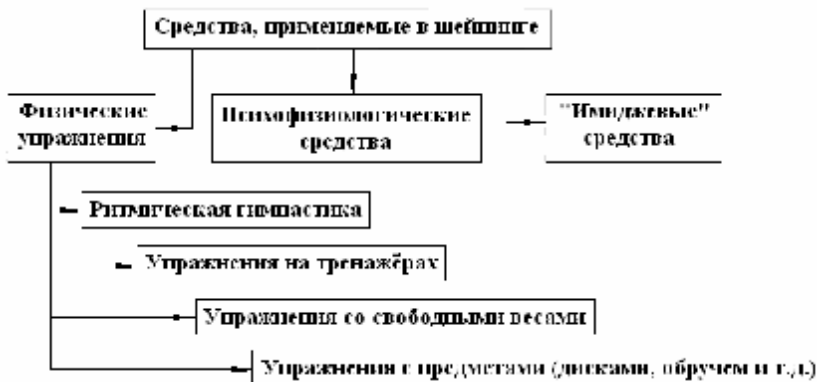 Средства, применяемые в шейпинге
Физические
упражнения
Психофизиологические
средства
"Имиджевые"
средства
Ритмическая гимнастика
Упражнения на тренажёрах
Упражнения со свободными весами
Упражнения с предметами (дисками, обручем и т.д.)